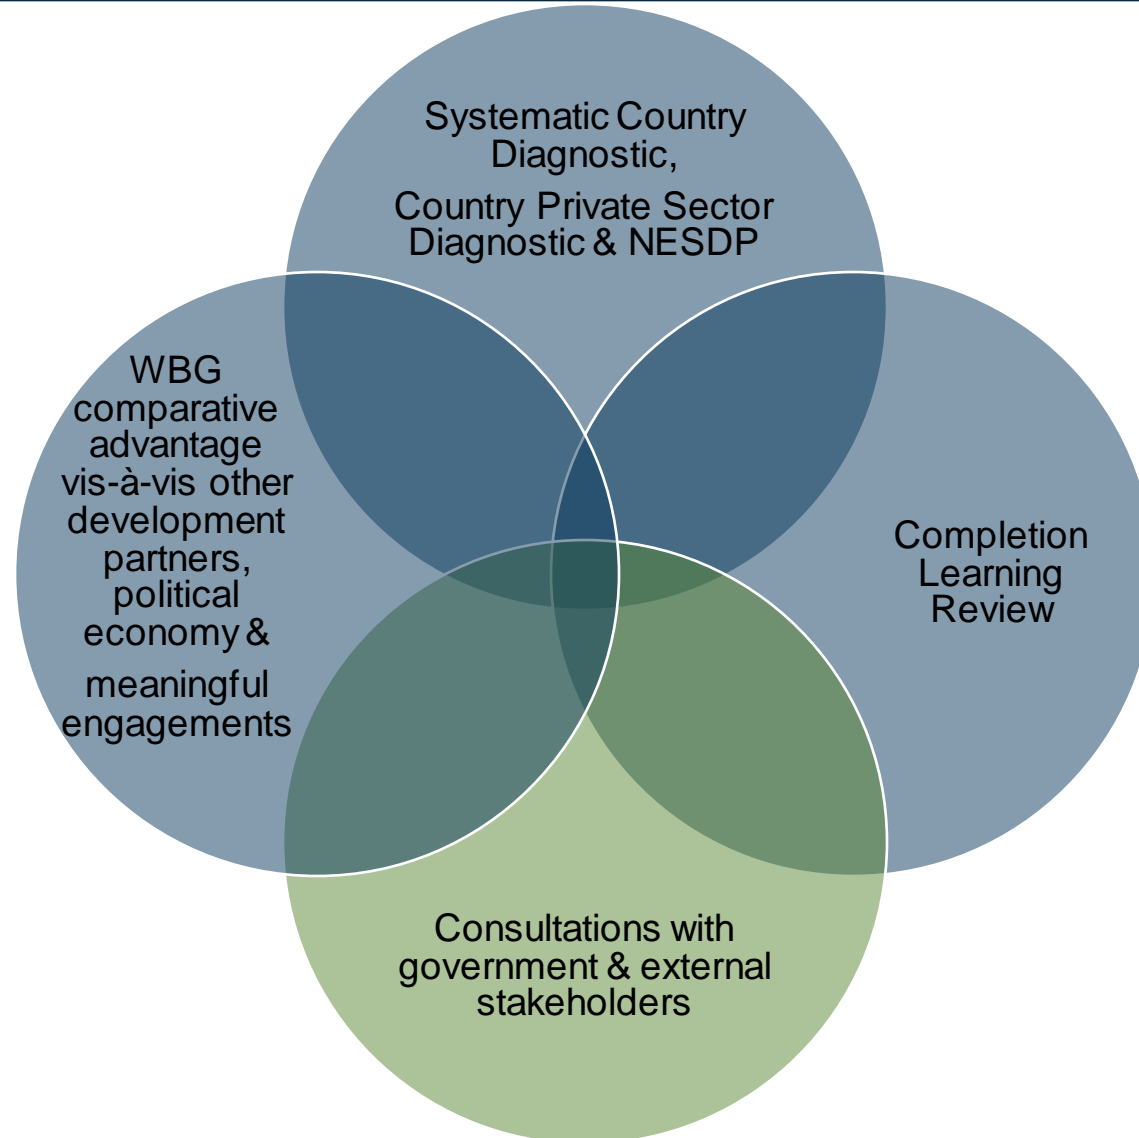 Systematic Country
Diagnostic,
Country Private Sector
Diagnostic & NESDP
WBG
comparative
advantage
vis-à-vis other
development
partners,
political
economy &
meaningful
engagements
Completion
Learning
Review
Consultations with
government & external
stakeholders